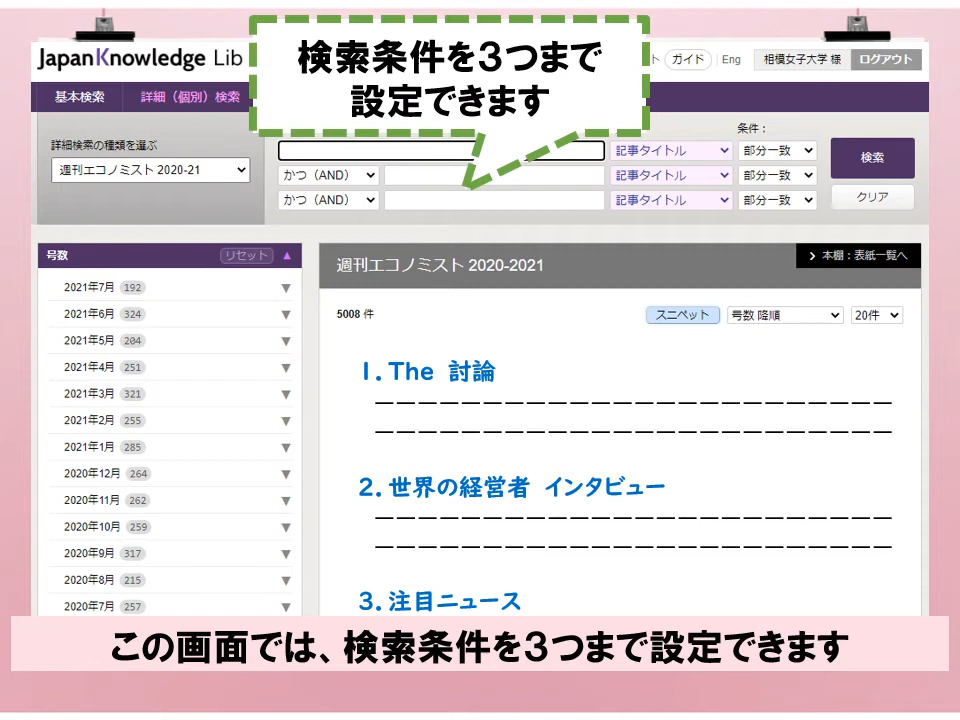 検索条件を3つまで
設定できます
JapanKnowledge Lib
ト ガイド Eng 相模女子大学 様 ログアウト
基本検索 詳細（個別）検索
詳細検索の種類を選ぶ
週刊エコノミスト 2020-21
条件：
記事タイトル 部分一致 検索
かつ（AND） 記事タイトル 部分一致
かつ（AND） 記事タイトル 部分一致 クリア
号数 リセット ▲
2021年7月 192 ▼
2021年6月 324 ▼
2021年5月 204 ▼
2021年4月 251 ▼
2021年3月 321 ▼
2021年2月 255 ▼
2021年1月 285 ▼
2020年12月 264 ▼
2020年11月 262 ▼
2020年10月 259 ▼
2020年9月 317 ▼
2020年8月 215 ▼
2020年7月 257 ▼
週刊エコノミスト 2020-2021
> 本棚：表紙一覧へ
5008 件 スニペット 号数 降順 20件
1. The 討論
2. 世界の経営者 インタビュー
3. 注目ニュース
この画面では、検索条件を3つまで設定できます